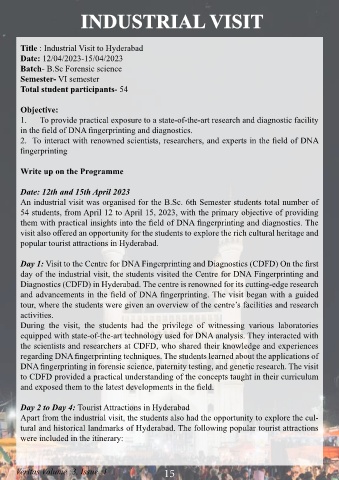 INDUSTRIAL VISIT
Title : Industrial Visit to Hyderabad
Date: 12/04/2023-15/04/2023
Batch- B.Sc Forensic science
Semester- VI semester
Total student participants- 54
Objective:
1. To provide practical exposure to a state-of-the-art research and diagnostic facility
in the field of DNA fingerprinting and diagnostics.
2. To interact with renowned scientists, researchers, and experts in the field of DNA
fingerprinting
Write up on the Programme
Date: 12th and 15th April 2023
An industrial visit was organised for the B.Sc. 6th Semester students total number of
54 students, from April 12 to April 15, 2023, with the primary objective of providing
them with practical insights into the field of DNA fingerprinting and diagnostics. The
visit also offered an opportunity for the students to explore the rich cultural heritage and
popular tourist attractions in Hyderabad.
Day 1: Visit to the Centre for DNA Fingerprinting and Diagnostics (CDFD) On the first
day of the industrial visit, the students visited the Centre for DNA Fingerprinting and
Diagnostics (CDFD) in Hyderabad. The centre is renowned for its cutting-edge research
and advancements in the field of DNA fingerprinting. The visit began with a guided
tour, where the students were given an overview of the centre's facilities and research
activities.
During the visit, the students had the privilege of witnessing various laboratories
equipped with state-of-the-art technology used for DNA analysis. They interacted with
the scientists and researchers at CDFD, who shared their knowledge and experiences
regarding DNA fingerprinting techniques. The students learned about the applications of
DNA fingerprinting in forensic science, paternity testing, and genetic research. The visit
to CDFD provided a practical understanding of the concepts taught in their curriculum
and exposed them to the latest developments in the field.
Day 2 to Day 4: Tourist Attractions in Hyderabad
Apart from the industrial visit, the students also had the opportunity to explore the cul-
tural and historical landmarks of Hyderabad. The following popular tourist attractions
were included in the itinerary:
Veritas Volume :3, Issue :4
15